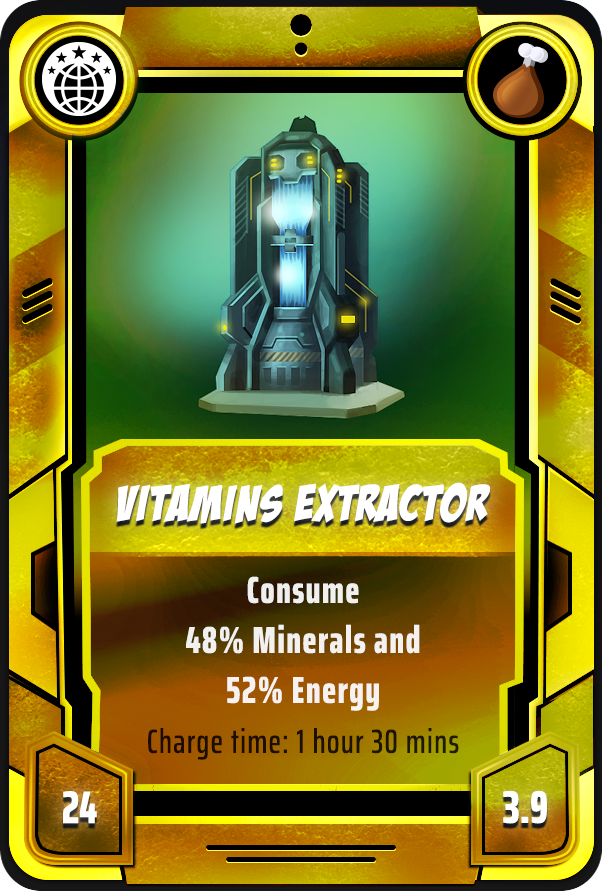 VITAMINS EXTRACTOR
Consume
48% Minerals and
52% Energy
Charge time: 1 hour 30 mins
24
3.9